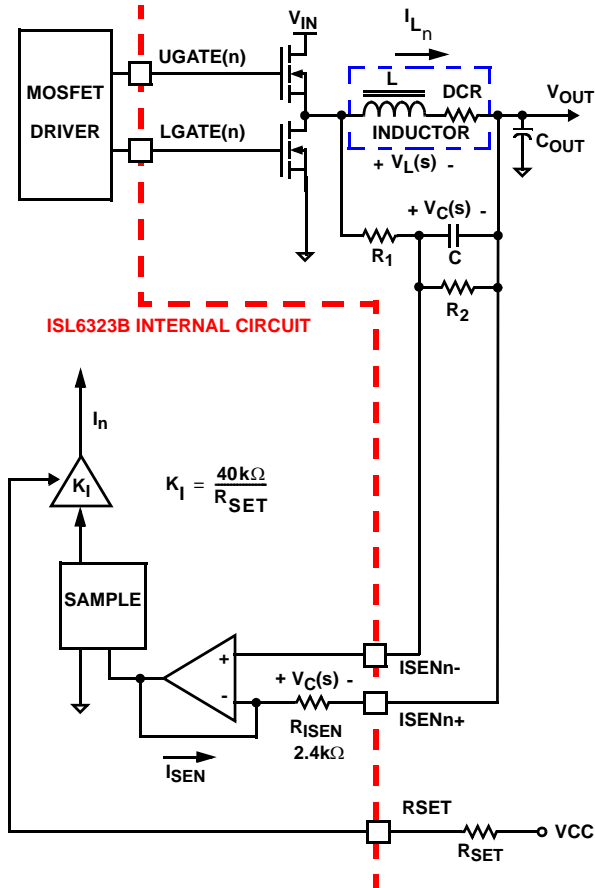 V_IN
I_L_n
UGATE(n)
MOSFET
DRIVER
LGATE(n)
L
DCR
INDUCTOR
V_OUT
C_OUT
+ V_L(s) -
+ V_C(s) -
R_1
C
R_2
ISL6323B INTERNAL CIRCUIT
I_n
K_I
K_I = 40kΩ / R_SET
SAMPLE
+
-
+ V_C(s) -
R_ISEN
2.4kΩ
ISENn-
ISENn+
I_SEN
RSET
R_SET
VCC